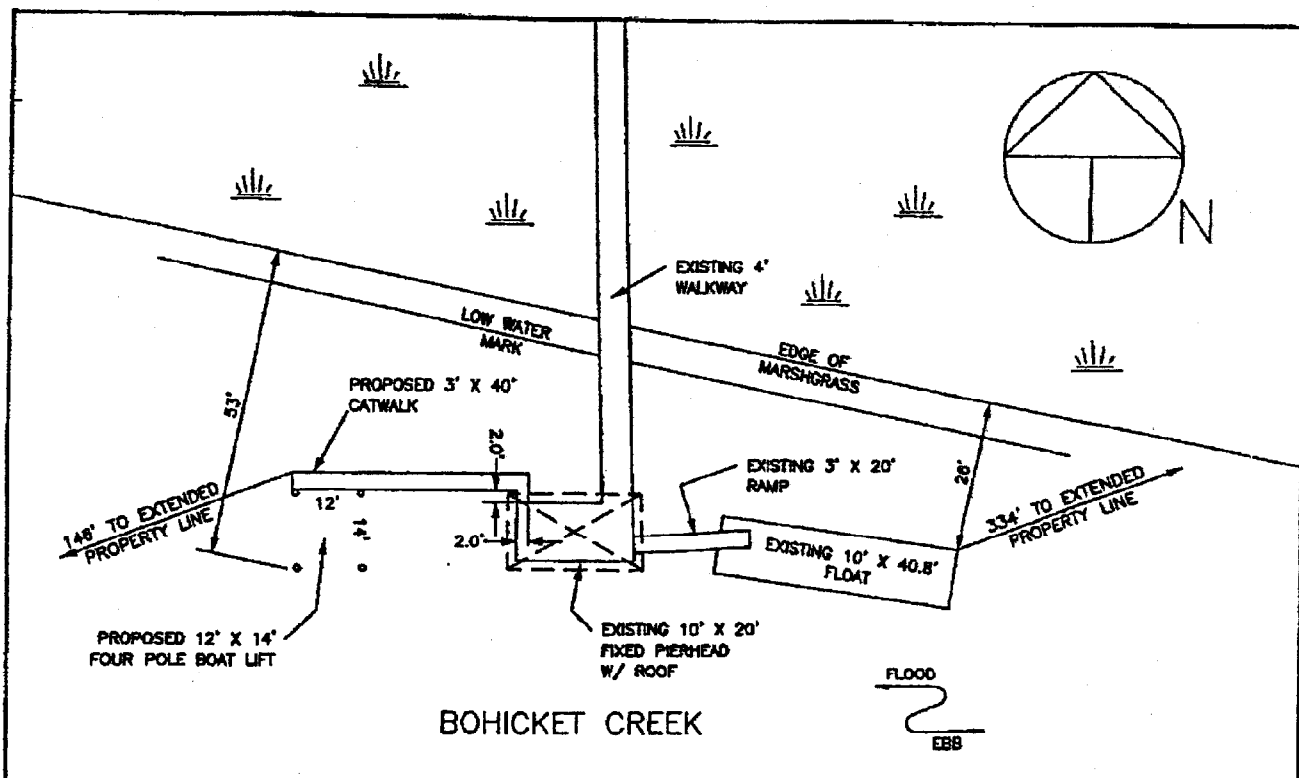 N
EXISTING 4'
WALKWAY
LOW WATER
MARK
EDGE OF
MARSHGRASS
53'
PROPOSED 3' X 40'
CATWALK
2.0'
26'
EXISTING 3' X 20'
RAMP
12'
14'
148' TO EXTENDED
PROPERTY LINE
334' TO EXTENDED
PROPERTY LINE
2.0'
EXISTING 10' X 40.8'
FLOAT
PROPOSED 12' X 14'
FOUR POLE BOAT LIFT
EXISTING 10' X 20'
FIXED PIERHEAD
W/ ROOF
FLOOD
EBB
BOHICKET CREEK